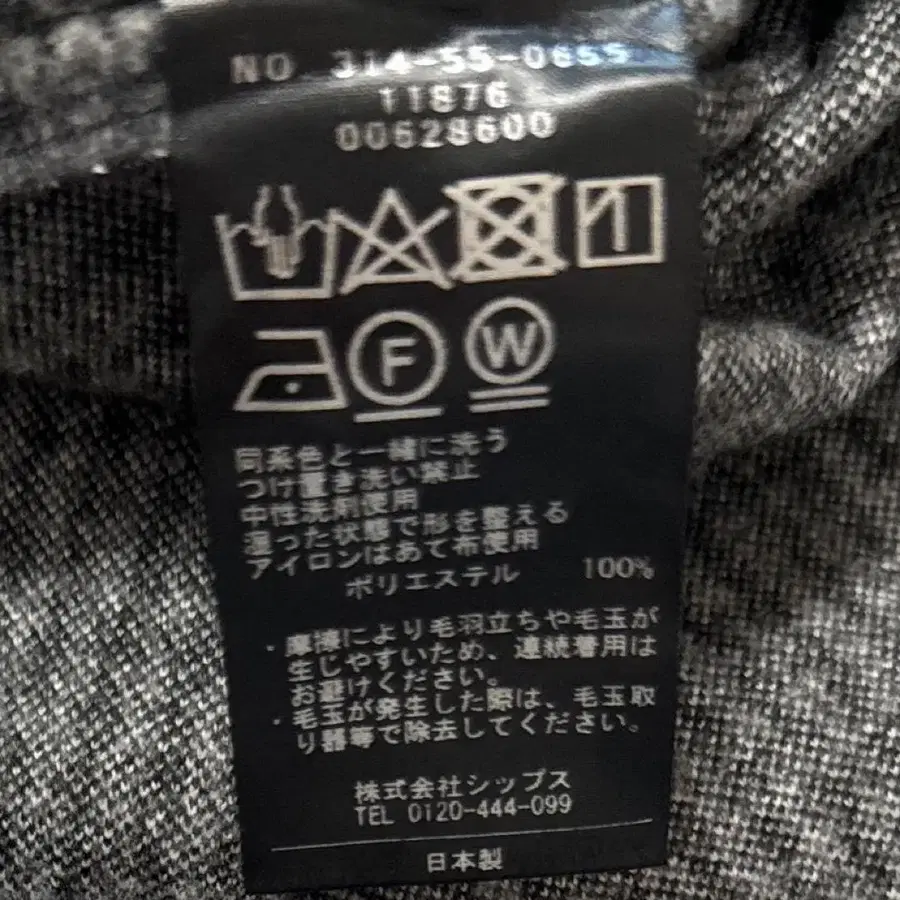 NO 314-55-0655
11876
00628600
F W
同系色と一緒に洗う
つけ置き洗い禁止
中性洗剤使用
湿った状態で形を整える
アイロンはあて布使用
ポリエステル 100%
・摩擦により毛羽立ちや毛玉が
生じやすいため、連続着用は
お避けください。
・毛玉が発生した際は、毛玉取
り器等で除去してください。
株式会社シップス
TEL 0120-444-099
日本製